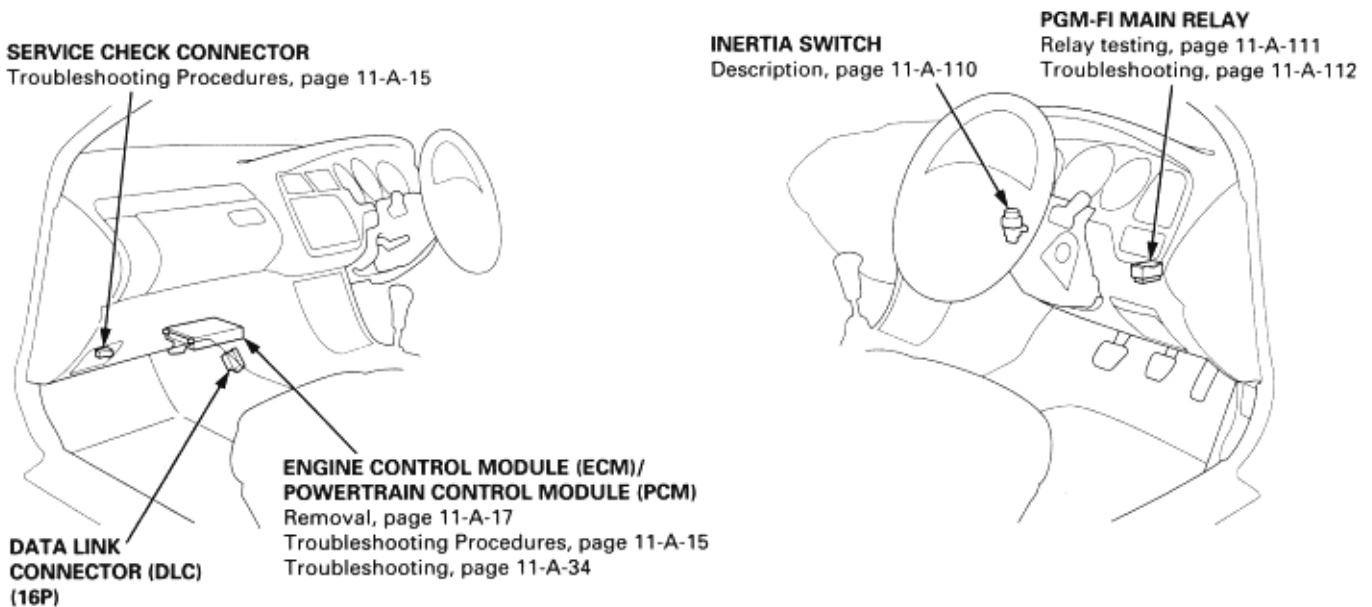 SERVICE CHECK CONNECTOR
Troubleshooting Procedures, page 11-A-15
INERTIA SWITCH
Description, page 11-A-110
PGM-FI MAIN RELAY
Relay testing, page 11-A-111
Troubleshooting, page 11-A-112
ENGINE CONTROL MODULE (ECM)/
POWERTRAIN CONTROL MODULE (PCM)
Removal, page 11-A-17
Troubleshooting Procedures, page 11-A-15
Troubleshooting, page 11-A-34
DATA LINK
CONNECTOR (DLC)
(16P)